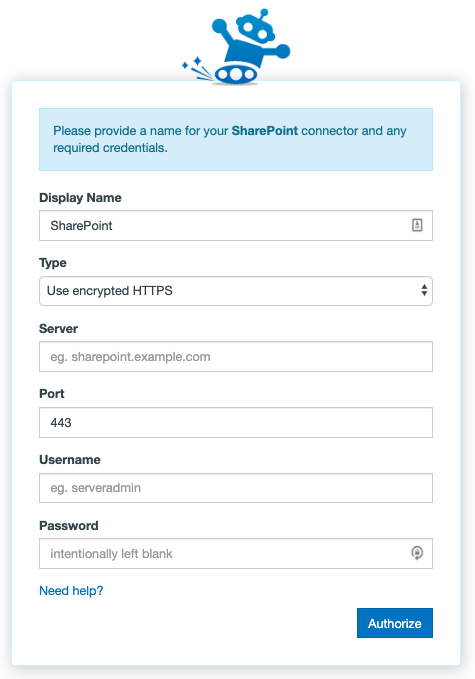 Please provide a name for your SharePoint connector and any
required credentials.
Display Name
SharePoint
Type
Use encrypted HTTPS
Server
eg. sharepoint.example.com
Port
443
Username
eg. serveradmin
Password
intentionally left blank
Need help?
Authorize